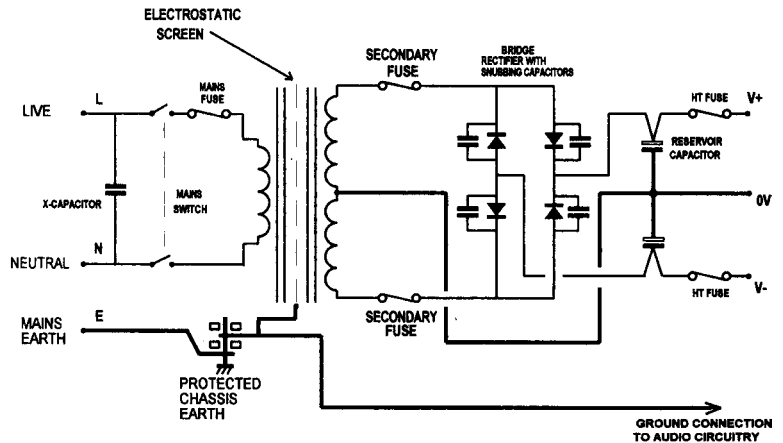 ELECTROSTATIC
SCREEN
SECONDARY
FUSE
BRIDGE
RECTIFIER WITH
SNUBBING CAPACITORS
MAINS
FUSE
HT FUSE
V+
LIVE
L
RESERVOIR
CAPACITOR
X-CAPACITOR
MAINS
SWITCH
0V
NEUTRAL
N
HT FUSE
V-
MAINS
EARTH
E
SECONDARY
FUSE
PROTECTED
CHASSIS
EARTH
GROUND CONNECTION
TO AUDIO CIRCUITRY